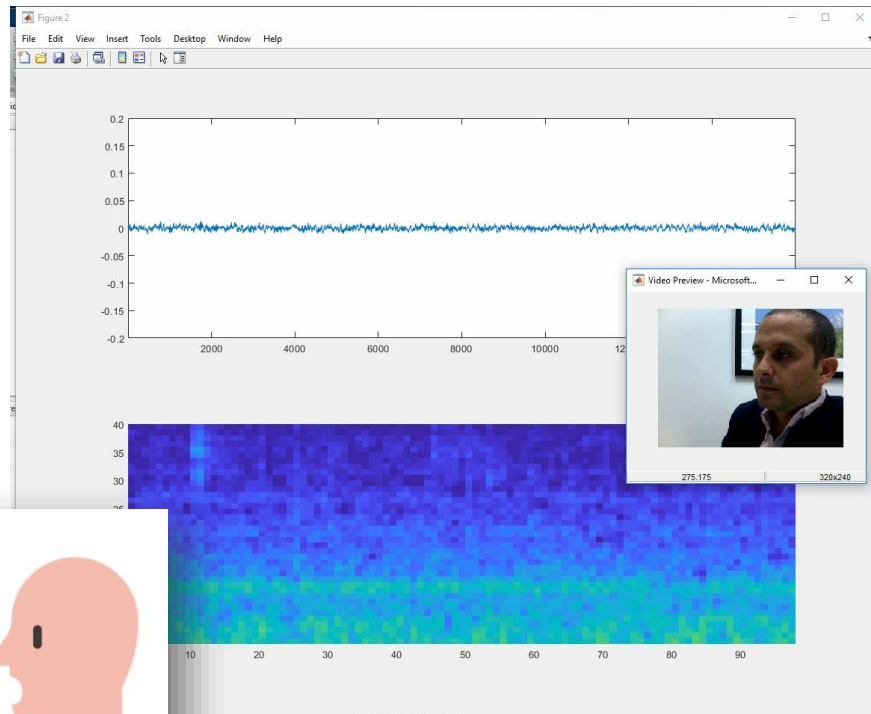 Figure 2
File Edit View Insert Tools Desktop Window Help
0.2
0.15
0.1
0.05
0
-0.05
-0.1
-0.15
-0.2
2000 4000 6000 8000 10000
Video Preview - Microsoft...
275.175 320x240
40
35
30
10 20 30 40 50 60 70 80 90